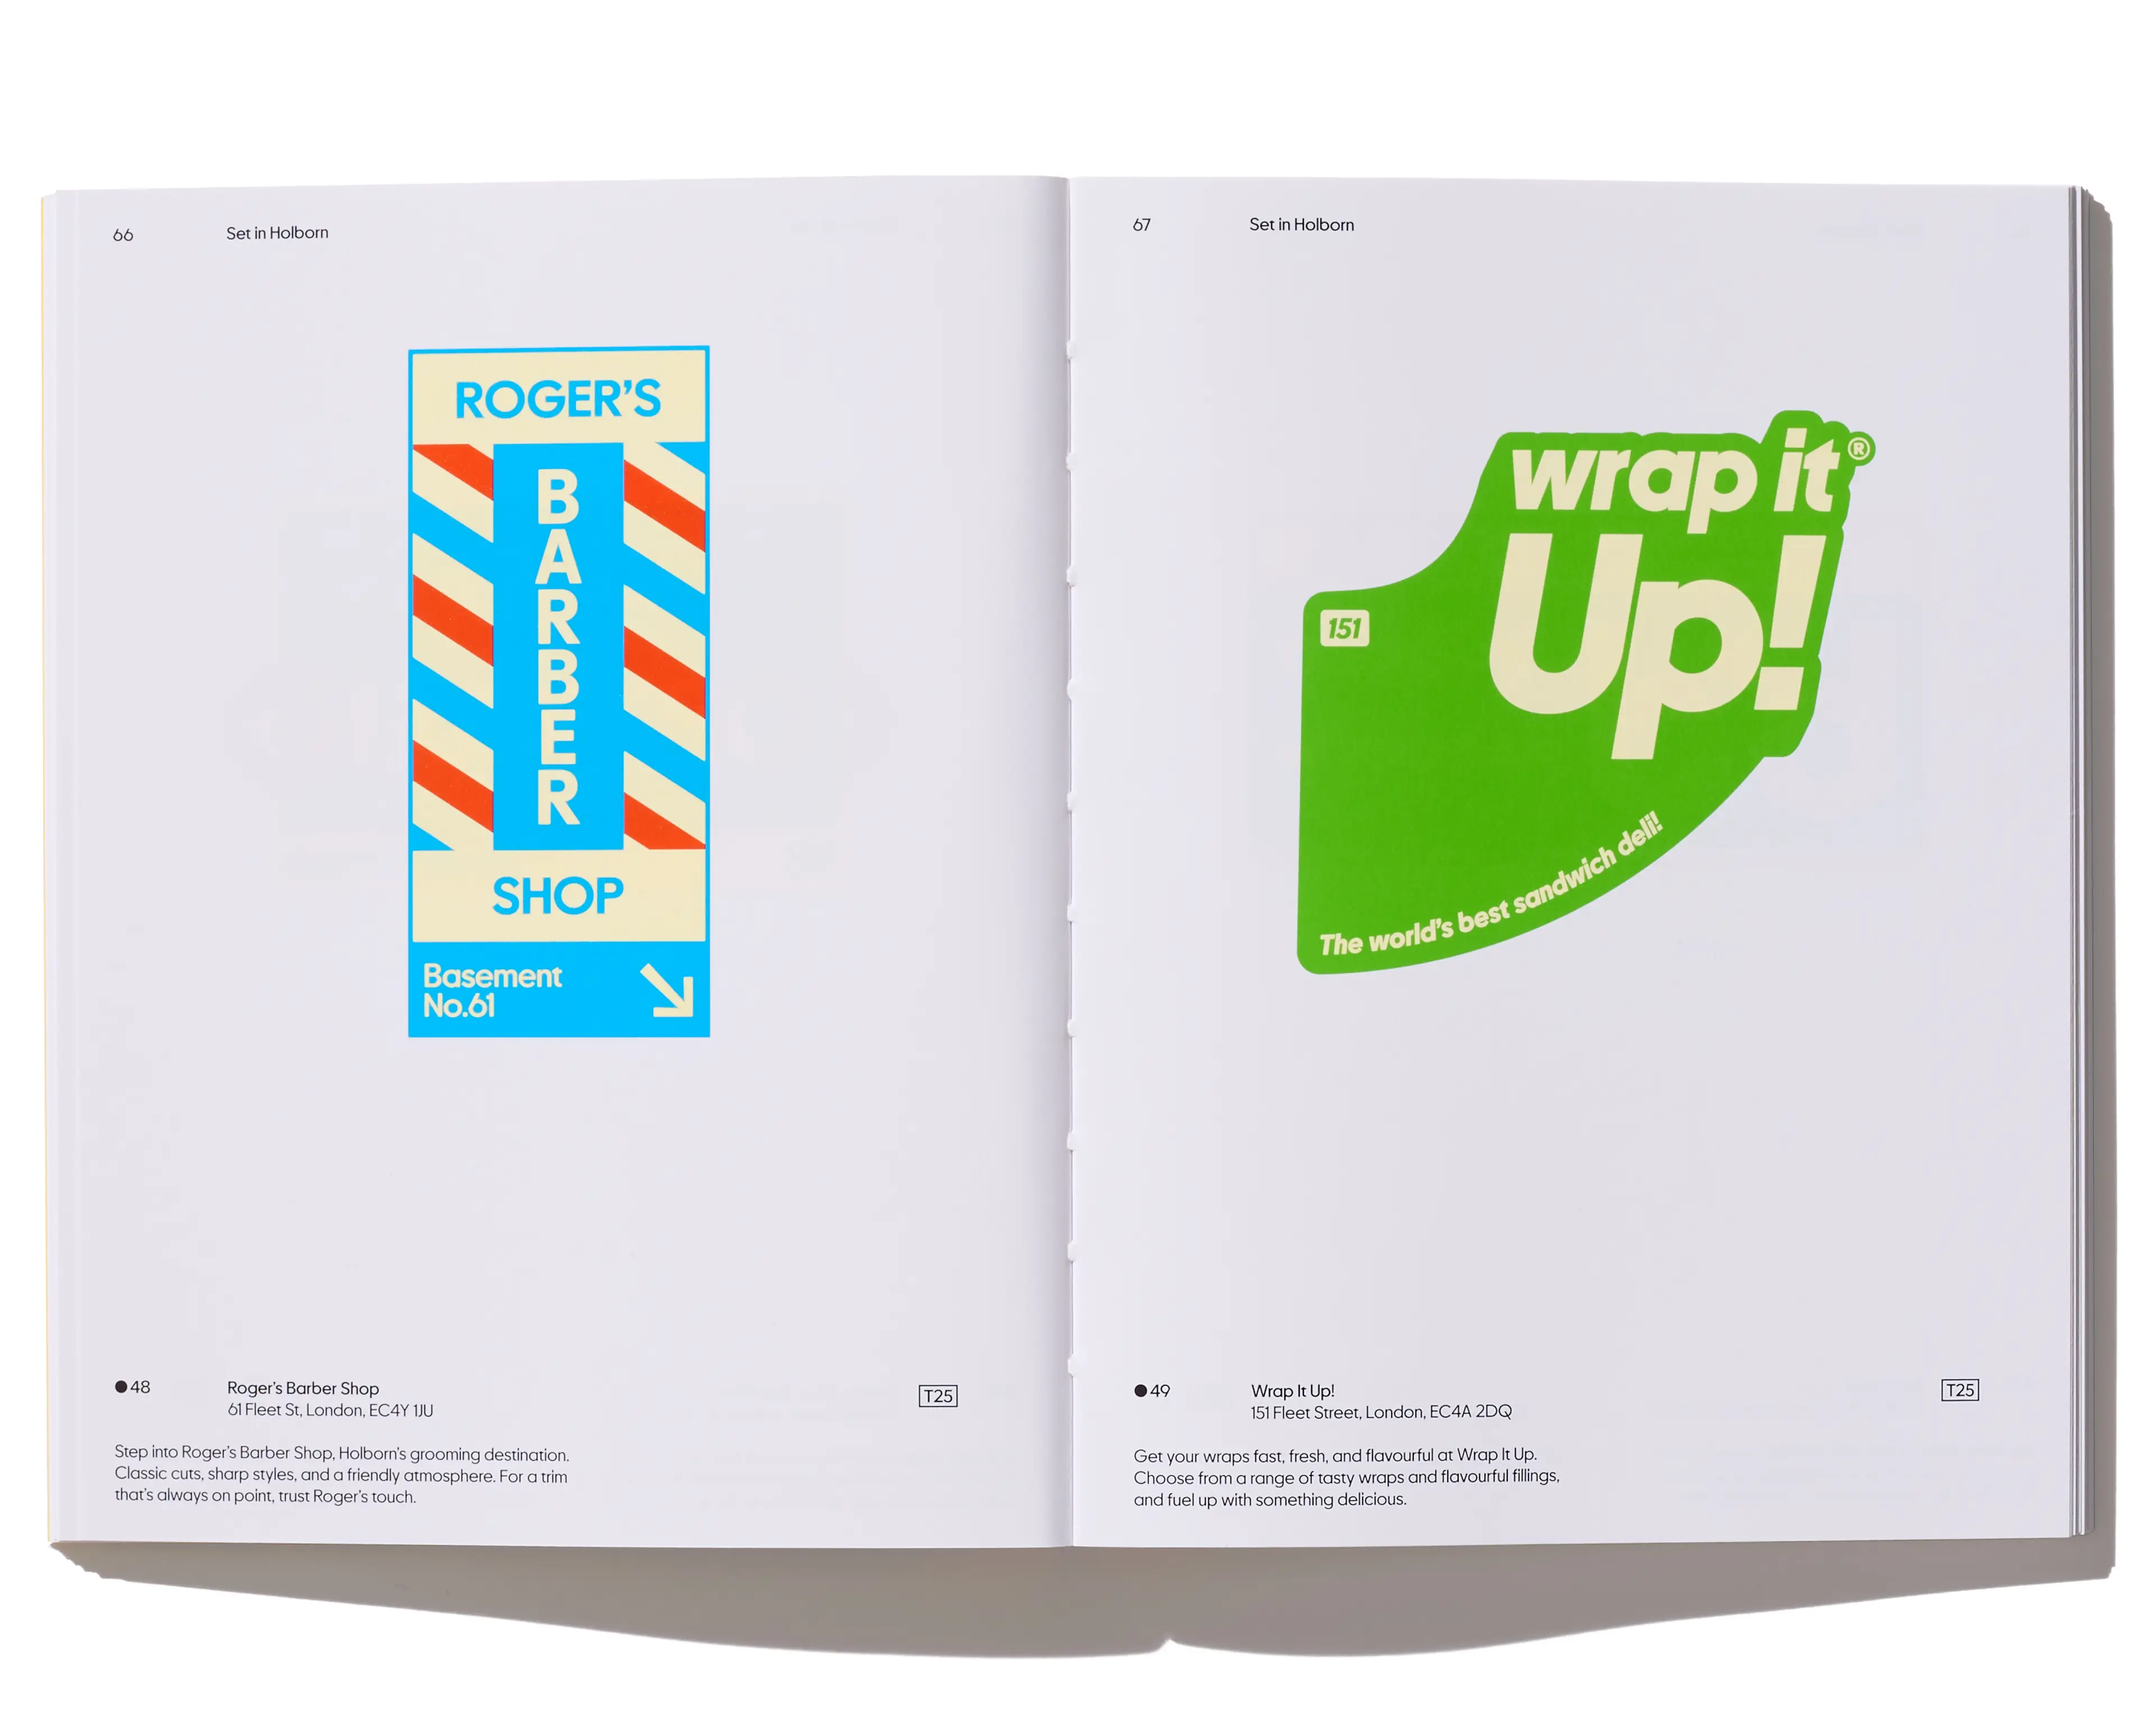 66 Set in Holborn
ROGER'S
BARBER
SHOP
Basement
No.61
●48 Roger's Barber Shop T25
61 Fleet St, London, EC4Y 1JU
Step into Roger's Barber Shop, Holborn's grooming destination.
Classic cuts, sharp styles, and a friendly atmosphere. For a trim
that's always on point, trust Roger's touch.
67 Set in Holborn
wrap it®
Up!
151
The world's best sandwich deli!
●49 Wrap It Up! T25
151 Fleet Street, London, EC4A 2DQ
Get your wraps fast, fresh, and flavourful at Wrap It Up.
Choose from a range of tasty wraps and flavourful fillings,
and fuel up with something delicious.